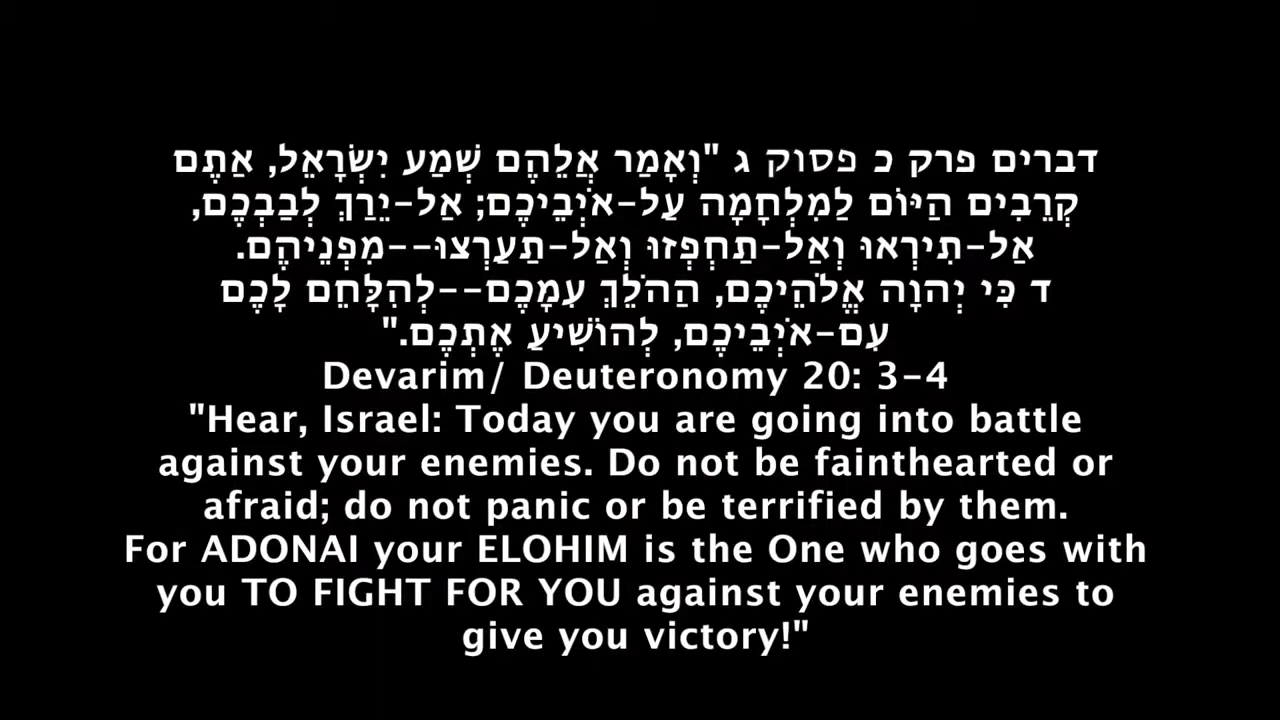 דברים פרק כ פסוק ג "וְאָמַר אֲלֵהֶם שְׁמַע יִשְׂרָאֵל, אַתֶּם
קְרֵבִים הַיּוֹם לַמִּלְחָמָה עַל-אֹיְבֵיכֶם; אַל-יֵרַךְ לְבַבְכֶם,
אַל-תִּירְאוּ וְאַל-תַּחְפְּזוּ וְאַל-תַּעַרְצוּ--מִפְּנֵיהֶם.
ד כִּי יְהוָה אֱלֹהֵיכֶם, הַהֹלֵךְ עִמָּכֶם--לְהִלָּחֵם לָכֶם
עִם-אֹיְבֵיכֶם, לְהוֹשִׁיעַ אֶתְכֶם."
Devarim/ Deuteronomy 20: 3-4
"Hear, Israel: Today you are going into battle
against your enemies. Do not be fainthearted or
afraid; do not panic or be terrified by them.
For ADONAI your ELOHIM is the One who goes with
you TO FIGHT FOR YOU against your enemies to
give you victory!"